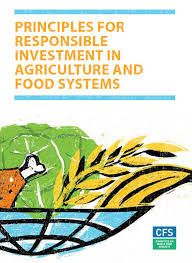 PRINCIPLES FOR
RESPONSIBLE
INVESTMENT IN
AGRICULTURE AND
FOOD SYSTEMS
CFS